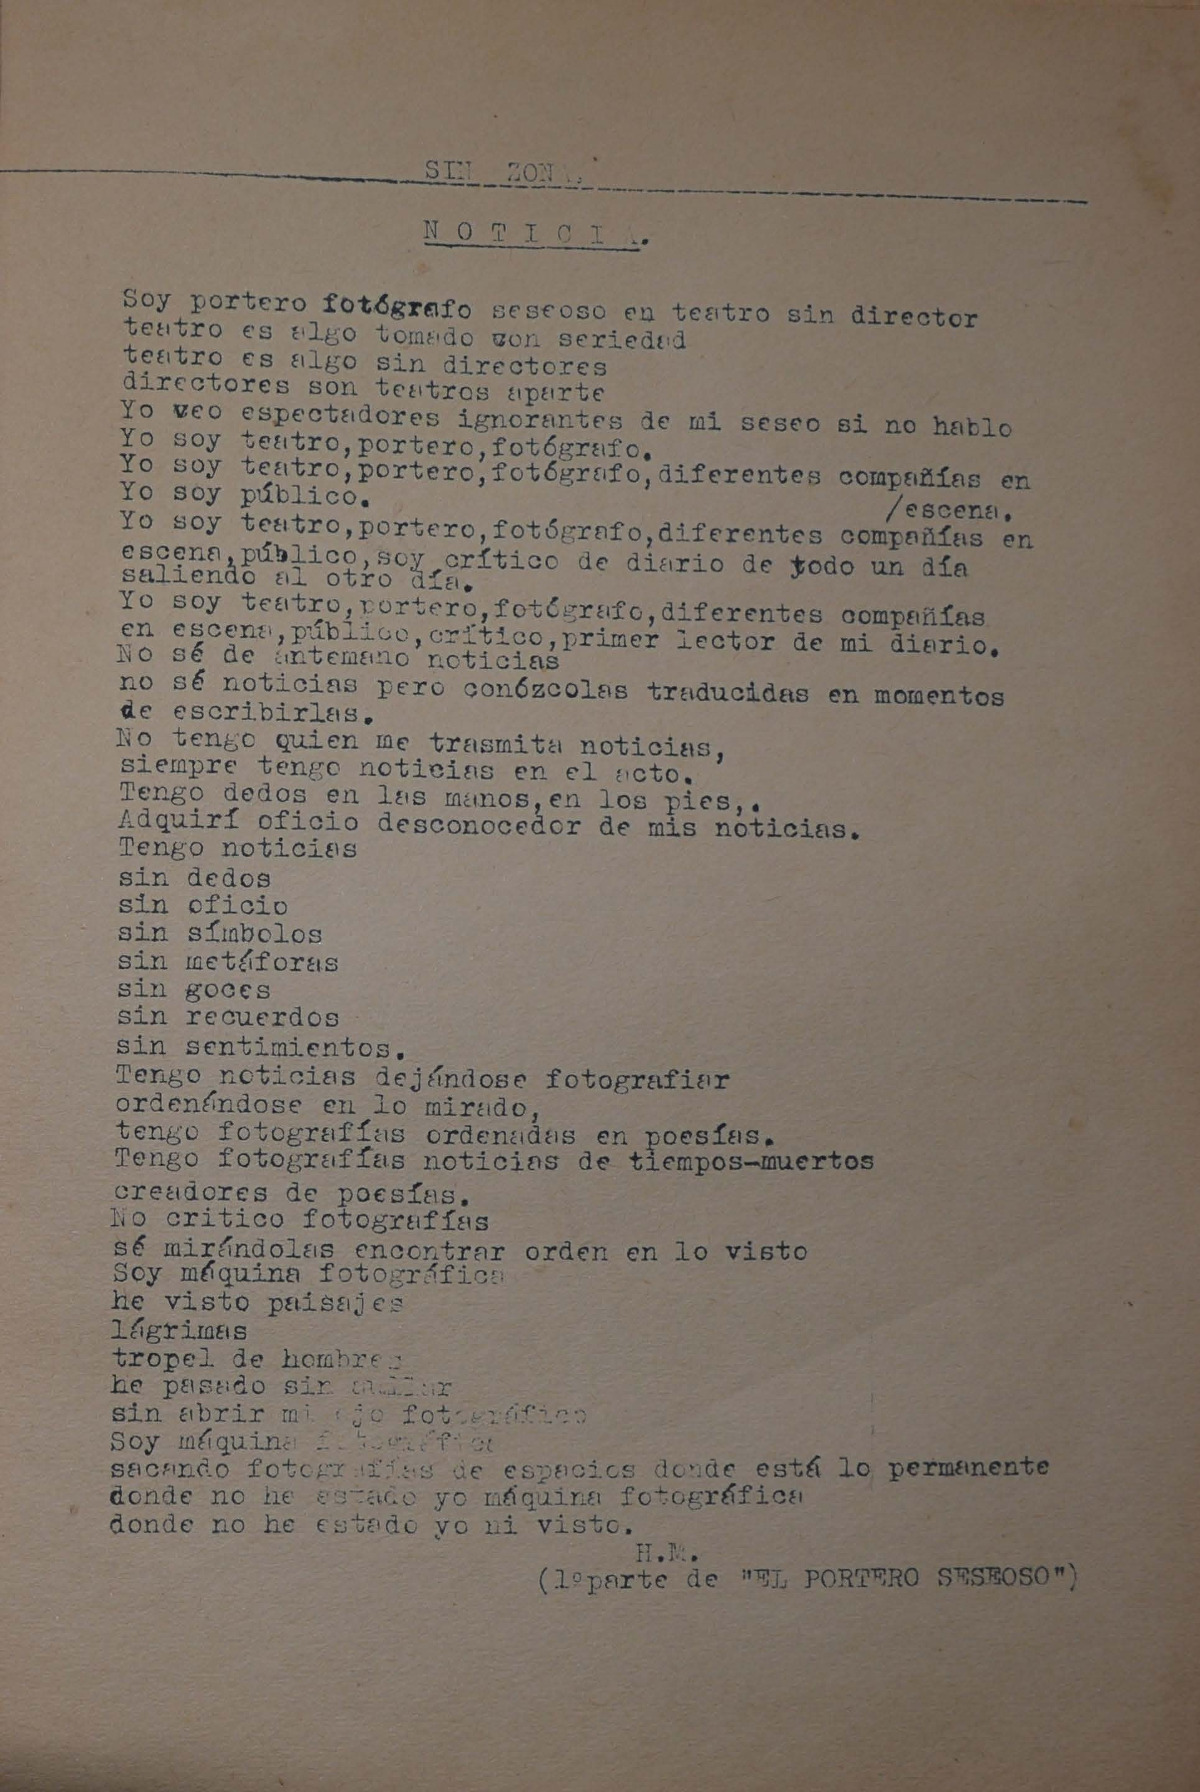 SIN ZONA.
NOTICIA.
Soy portero fotógrafo seseoso en teatro sin director
teatro es algo tomado con seriedad
teatro es algo sin directores
directores son teatros aparte
Yo veo espectadores ignorantes de mi seseo si no hablo
Yo soy teatro,portero,fotógrafo.
Yo soy teatro,portero,fotógrafo,diferentes compañías en
/escena.
Yo soy público.
Yo soy teatro,portero,fotógrafo,diferentes compañías en
escena,público,soy crítico de diario de todo un día
saliendo al otro día.
Yo soy teatro,portero,fotógrafo,diferentes compañías
en escena,público,crítico,primer lector de mi diario.
No sé de antemano noticias
no sé noticias pero conózcolas traducidas en momentos
de escribirlas.
No tengo quien me trasmita noticias,
siempre tengo noticias en el acto.
Tengo dedos en las manos,en los pies,.
Adquirí oficio desconocedor de mis noticias.
Tengo noticias
sin dedos
sin oficio
sin símbolos
sin metáforas
sin goces
sin recuerdos
sin sentimientos.
Tengo noticias dejándose fotografiar
ordenándose en lo mirado,
tengo fotografías ordenadas en poesías.
Tengo fotografías noticias de tiempos-muertos
creadores de poesías.
No critico fotografías
sé mirándolas encontrar orden en lo visto
Soy máquina fotográfica
he visto paisajes
lágrimas
tropel de hombres
he pasado sin
sin abrir mi ojo fotográfico
Soy máquina fotográfica
sacando fotografías de espacios donde está lo permanente
donde no he estado yo máquina fotográfica
donde no he estado yo ni visto.
H.M.
(1ºparte de "EL PORTERO SESEOSO")